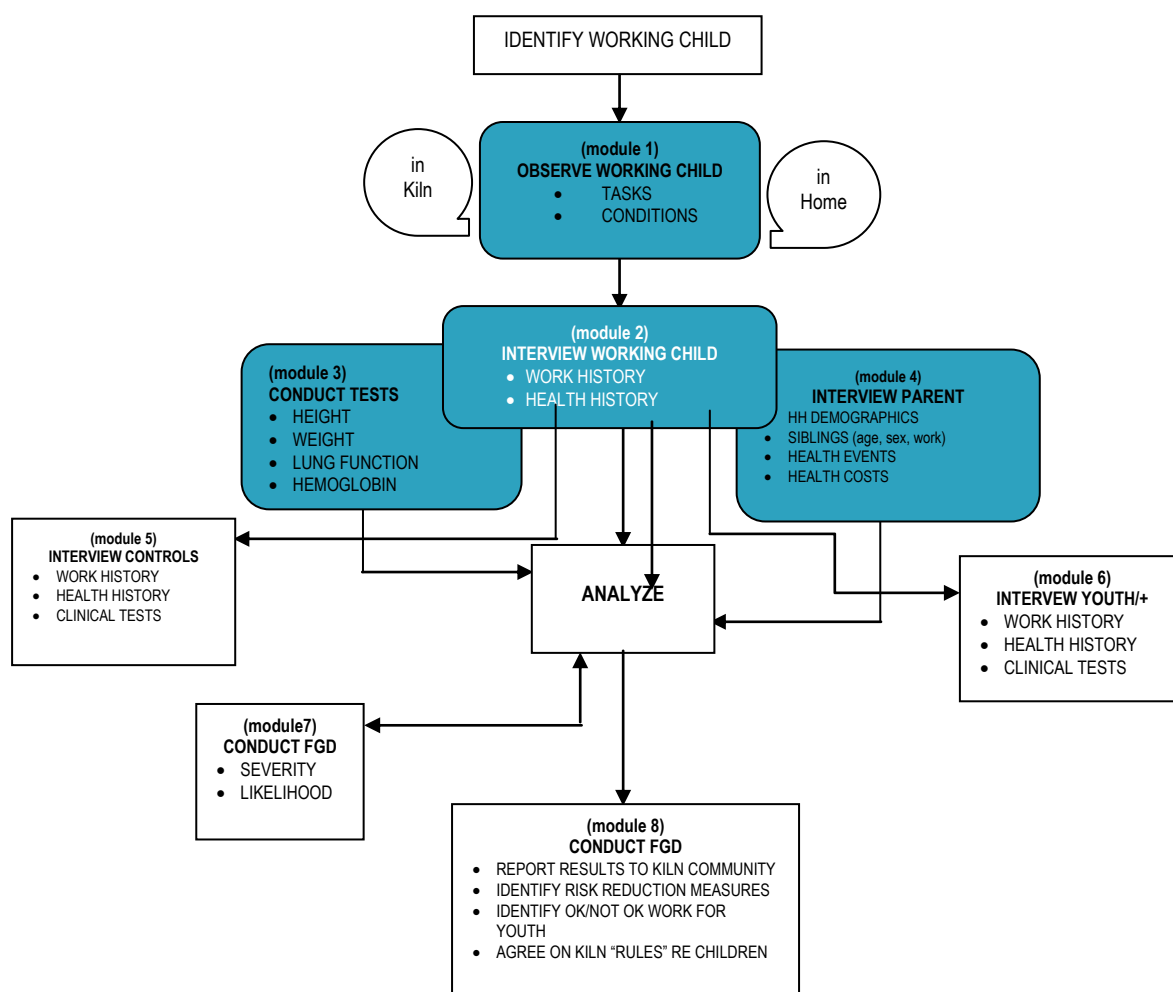 IDENTIFY WORKING CHILD
in
Kiln
(module 1)
OBSERVE WORKING CHILD
• TASKS
• CONDITIONS
in
Home
(module 2)
INTERVIEW WORKING CHILD
• WORK HISTORY
• HEALTH HISTORY
(module 3)
CONDUCT TESTS
• HEIGHT
• WEIGHT
• LUNG FUNCTION
• HEMOGLOBIN
(module 4)
INTERVIEW PARENT
• HH DEMOGRAPHICS
• SIBLINGS (age, sex, work)
• HEALTH EVENTS
• HEALTH COSTS
(module 5)
INTERVIEW CONTROLS
• WORK HISTORY
• HEALTH HISTORY
• CLINICAL TESTS
ANALYZE
(module 6)
INTERVEW YOUTH/+
• WORK HISTORY
• HEALTH HISTORY
• CLINICAL TESTS
(module7)
CONDUCT FGD
• SEVERITY
• LIKELIHOOD
(module 8)
CONDUCT FGD
• REPORT RESULTS TO KILN COMMUNITY
• IDENTIFY RISK REDUCTION MEASURES
• IDENTIFY OK/NOT OK WORK FOR
YOUTH
• AGREE ON KILN “RULES” RE CHILDREN